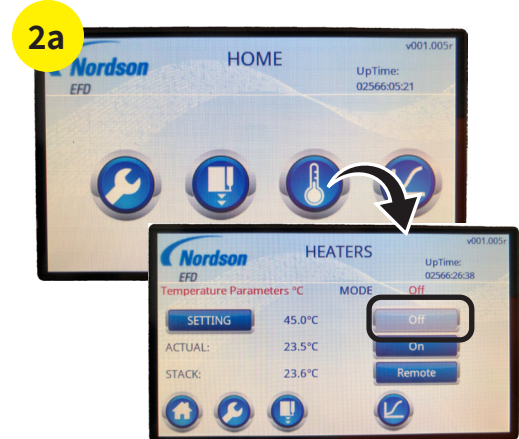 2a
Nordson
EFD
HOME
v001.005r
UpTime:
02566:05:21
Nordson
EFD
HEATERS
v001.005r
UpTime:
02566:26:38
Temperature Parameters °C MODE Off
SETTING 45.0°C Off
ACTUAL: 23.5°C On
STACK: 23.6°C Remote